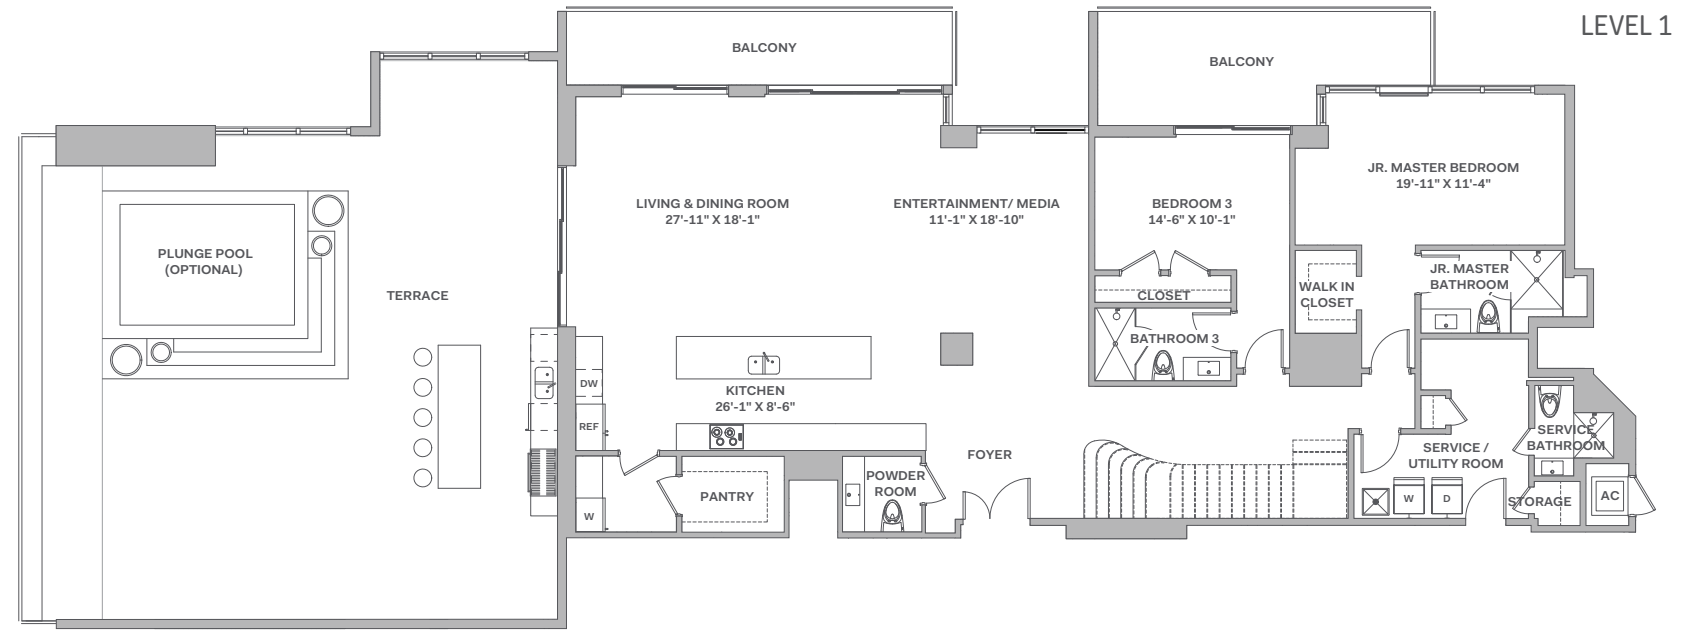 LEVEL 1
BALCONY
BALCONY
JR. MASTER BEDROOM
19'-11" X 11'-4"
LIVING & DINING ROOM
27'-11" X 18'-1"
ENTERTAINMENT/ MEDIA
11'-1" X 18'-10"
BEDROOM 3
14'-6" X 10'-1"
PLUNGE POOL
(OPTIONAL)
TERRACE
CLOSET
WALK IN
CLOSET
JR. MASTER
BATHROOM
BATHROOM 3
DW
KITCHEN
26'-1" X 8'-6"
REF
SERVICE
BATHROOM
FOYER
SERVICE /
UTILITY ROOM
POWDER
ROOM
PANTRY
W
W
D
STORAGE
AC